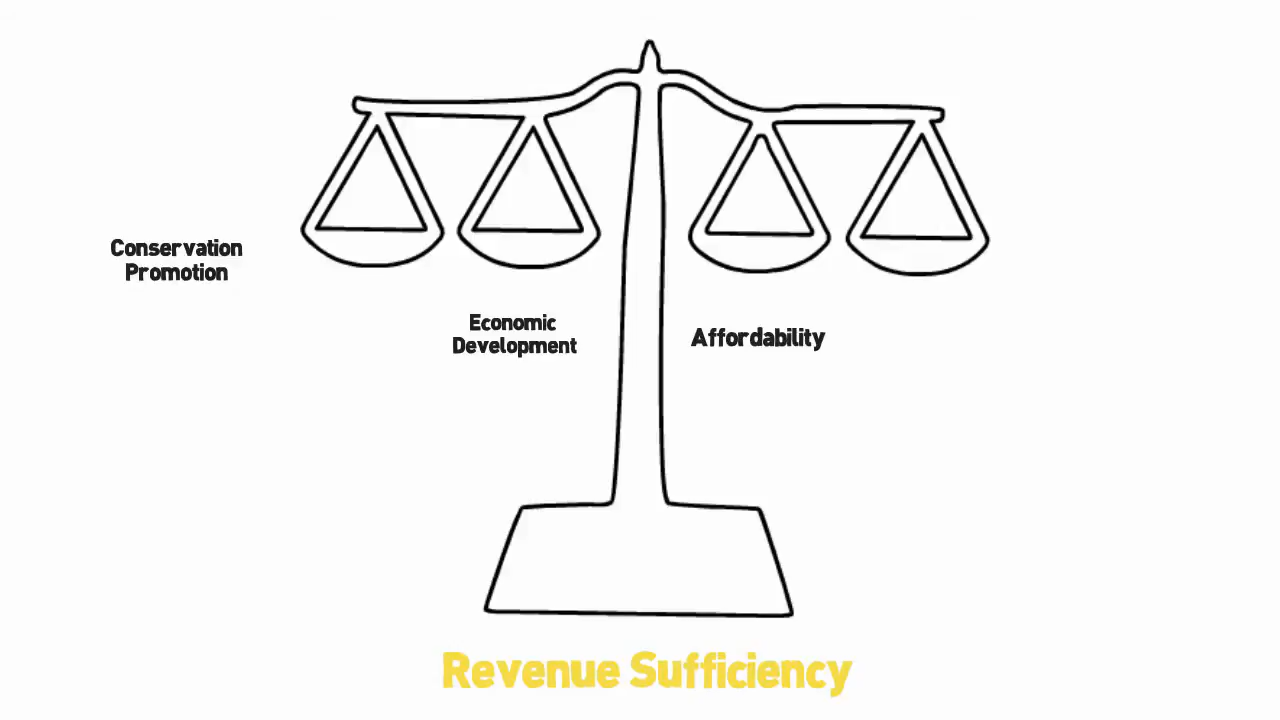 Conservation
Promotion
Economic
Development
Affordability
Revenue Sufficiency